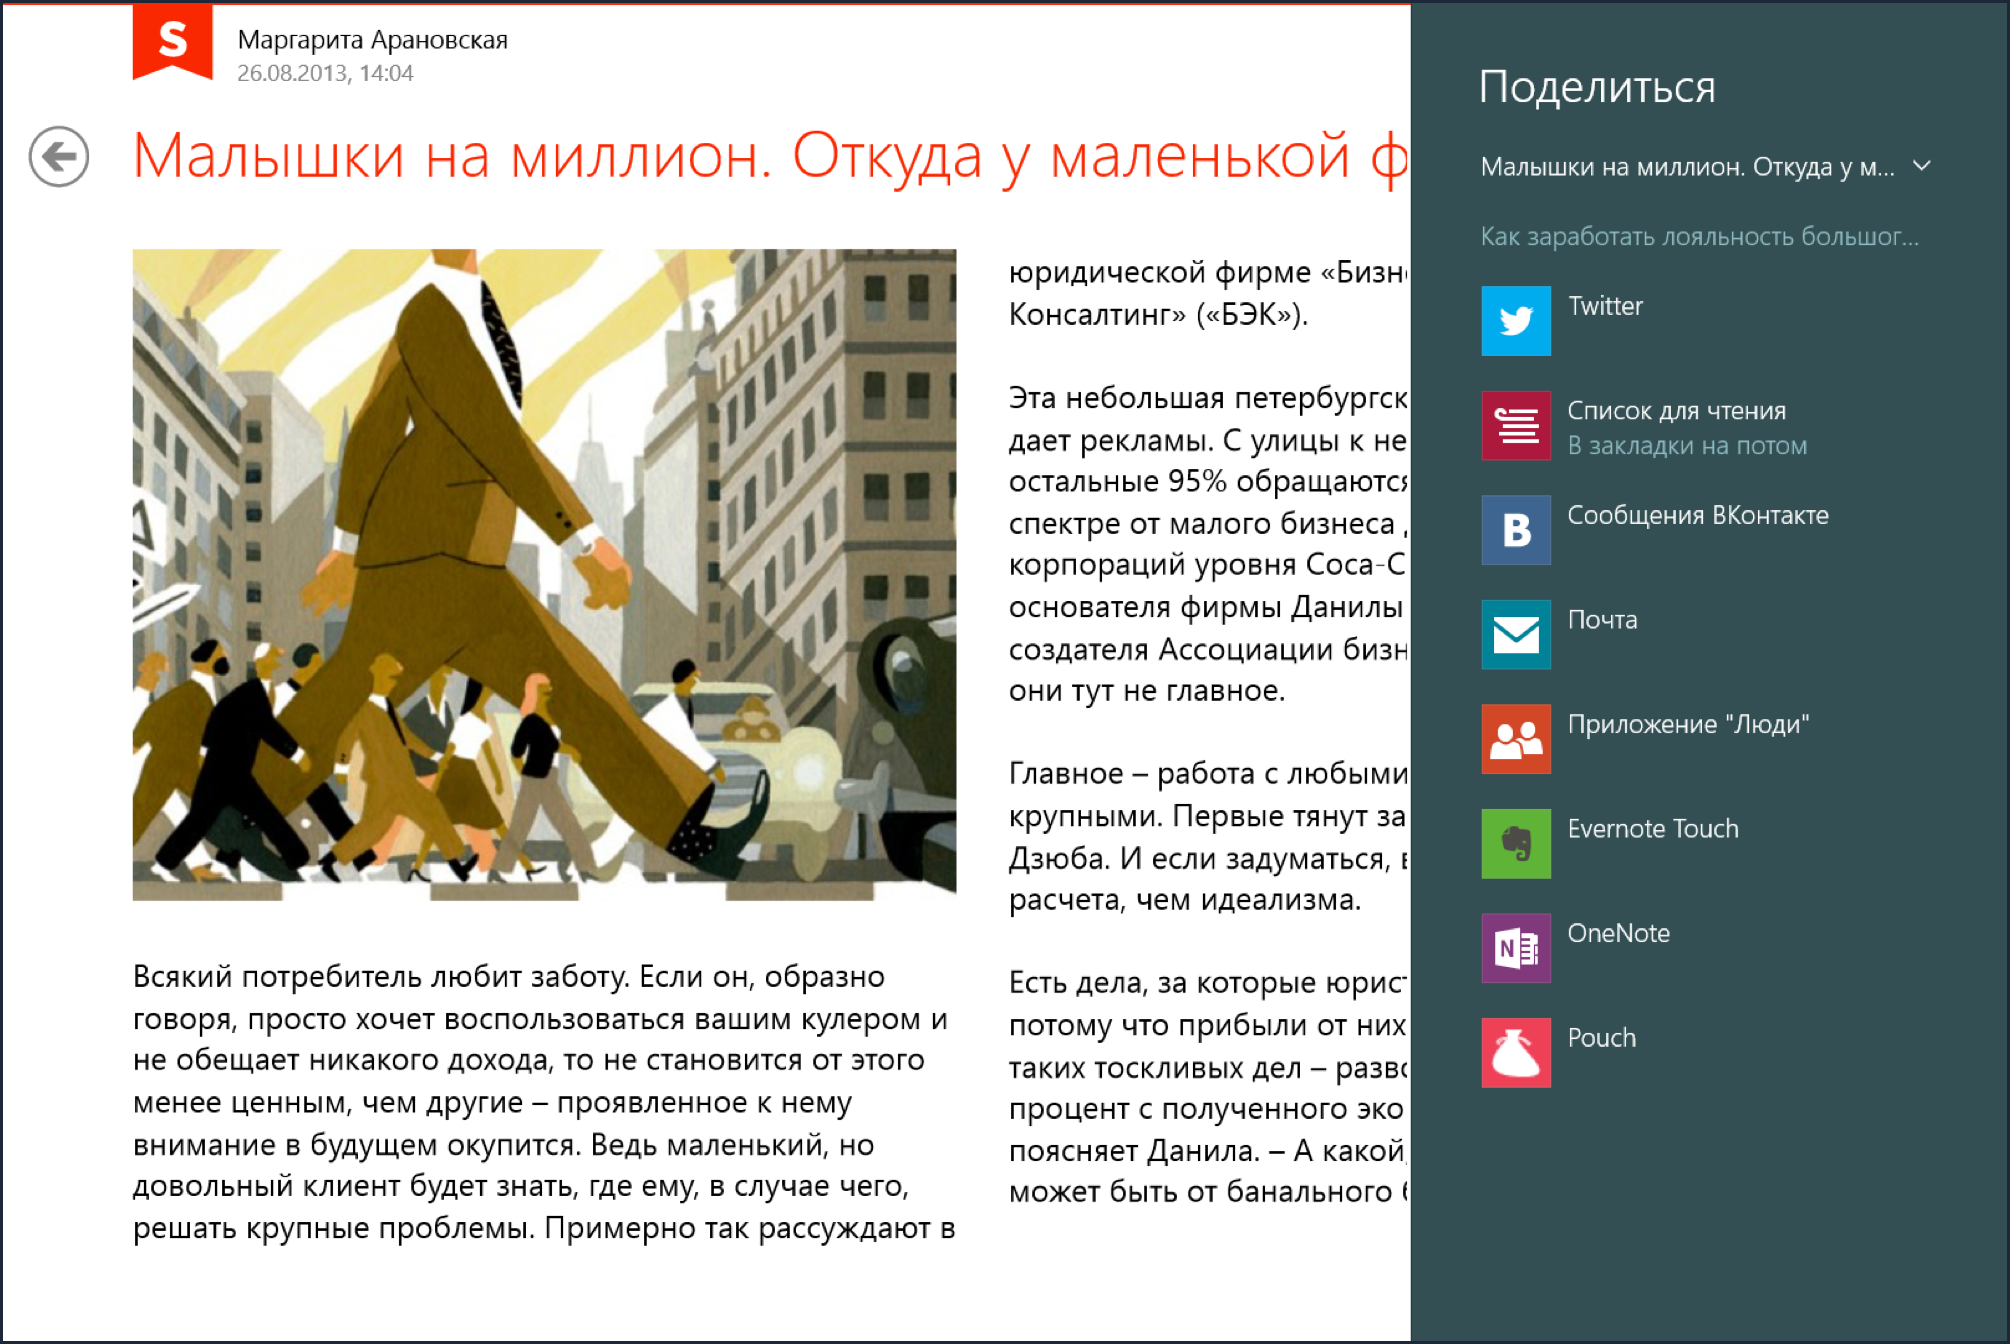 S
Маргарита Арановская
26.08.2013, 14:04
Малышки на миллион. Откуда у маленькой ф
Всякий потребитель любит заботу. Если он, образно
говоря, просто хочет воспользоваться вашим кулером и
не обещает никакого дохода, то не становится от этого
менее ценным, чем другие – проявленное к нему
внимание в будущем окупится. Ведь маленький, но
довольный клиент будет знать, где ему, в случае чего,
решать крупные проблемы. Примерно так рассуждают в
юридической фирме «Бизн
Консалтинг» («БЭК»).
Эта небольшая петербургск
дает рекламы. С улицы к не
остальные 95% обращаются
спектре от малого бизнеса
корпораций уровня Coca-C
основателя фирмы Данилы
создателя Ассоциации бизн
они тут не главное.
Главное – работа с любыми
крупными. Первые тянут за
Дзюба. И если задуматься,
расчета, чем идеализма.
Есть дела, за которые юрист
потому что прибыли от них
таких тоскливых дел – разв
процент с полученного эко
поясняет Данила. – А какой,
может быть от банального
Поделиться
Малышки на миллион. Откуда у м...
Как заработать лояльность большог...
Twitter
Список для чтения
В закладки на потом
B
Сообщения ВКонтакте
Почта
Приложение "Люди"
Evernote Touch
N
OneNote
Pouch